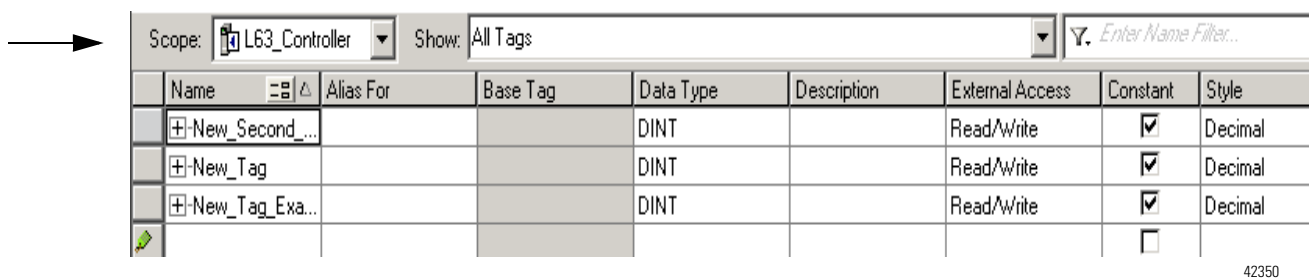 Scope: L63_Controller Show: All Tags Enter Name Filter...
Name Alias For Base Tag Data Type Description External Access Constant Style
New_Second_... DINT Read/Write Decimal
New_Tag DINT Read/Write Decimal
New_Tag_Exa... DINT Read/Write Decimal
42350